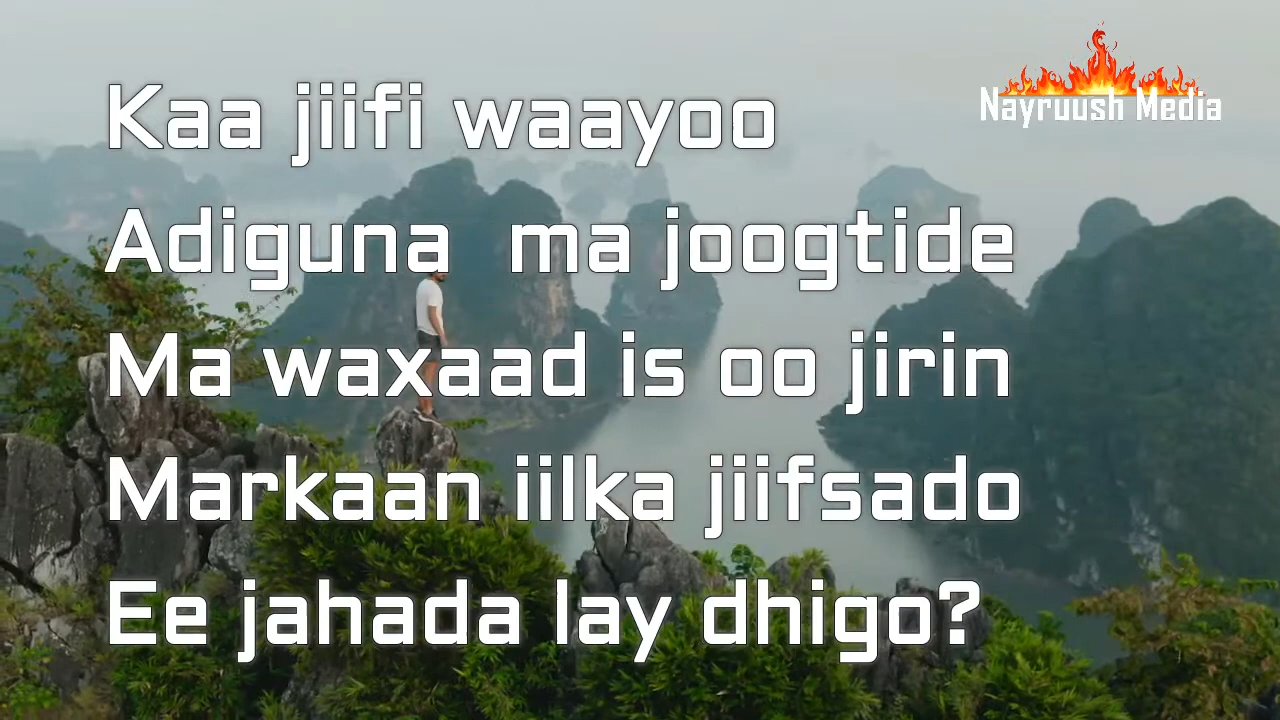 Nayruush Media
Kaa jiifi waayoo
Adiguna ma joogtide
Ma waxaad is oo jirin
Markaan iilka jiifsado
Ee jahada lay dhigo?